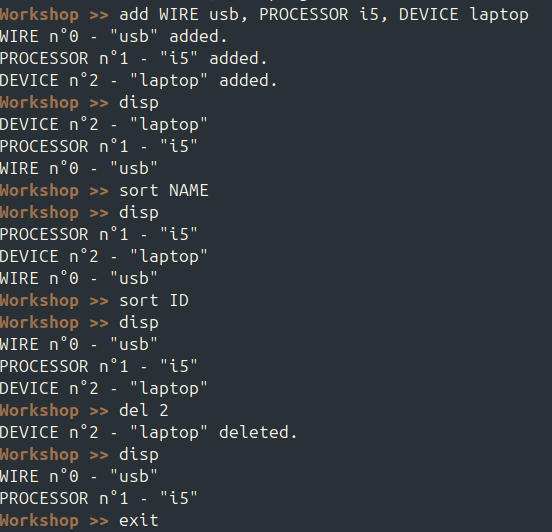 Workshop >> add WIRE usb, PROCESSOR i5, DEVICE laptop
WIRE n°0 - "usb" added.
PROCESSOR n°1 - "i5" added.
DEVICE n°2 - "laptop" added.
Workshop >> disp
DEVICE n°2 - "laptop"
PROCESSOR n°1 - "i5"
WIRE n°0 - "usb"
Workshop >> sort NAME
Workshop >> disp
PROCESSOR n°1 - "i5"
DEVICE n°2 - "laptop"
WIRE n°0 - "usb"
Workshop >> sort ID
Workshop >> disp
WIRE n°0 - "usb"
PROCESSOR n°1 - "i5"
DEVICE n°2 - "laptop"
Workshop >> del 2
DEVICE n°2 - "laptop" deleted.
Workshop >> disp
WIRE n°0 - "usb"
PROCESSOR n°1 - "i5"
Workshop >> exit